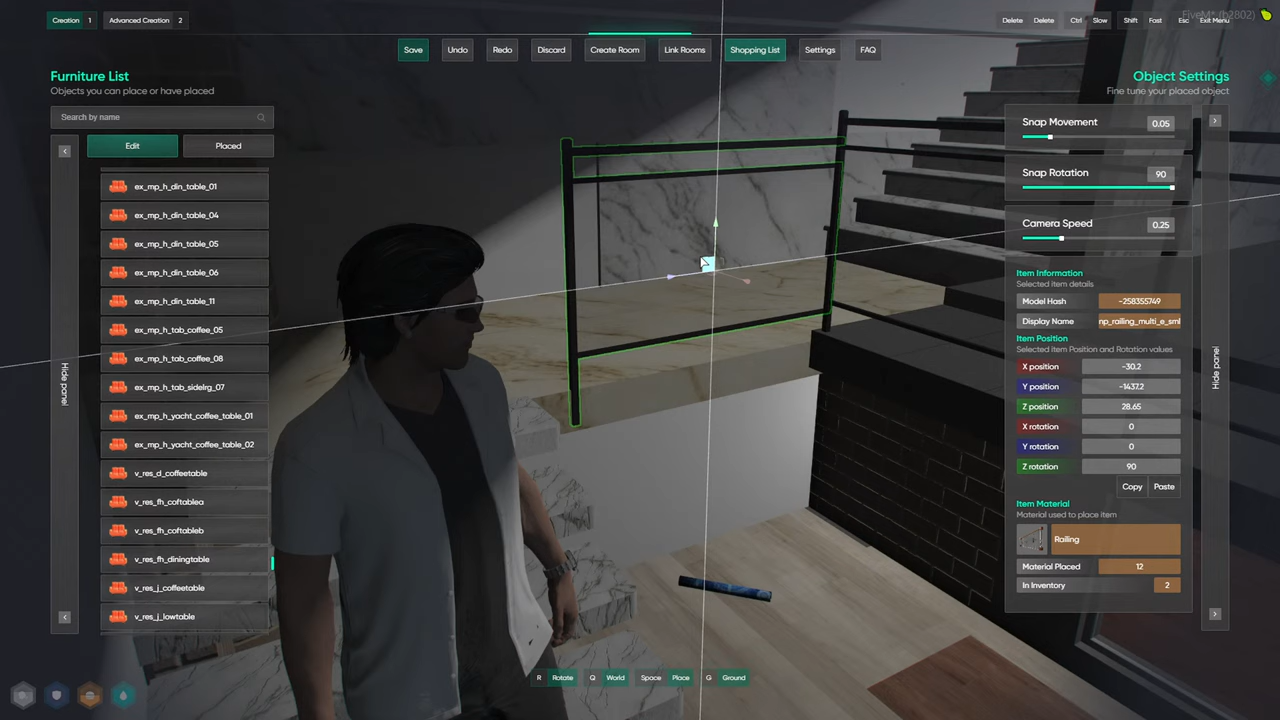 Creation 1 Advanced Creation 2
Delete Delete Ctrl Slow Shift Fast Esc Exit Menu
FiveM* (b2802)
Save Undo Redo Discard Create Room Link Rooms Shopping List Settings FAQ
Furniture List
Objects you can place or have placed
Search by name
Edit Placed
Hide panel
ex_mp_h_din_table_01
ex_mp_h_din_table_04
ex_mp_h_din_table_05
ex_mp_h_din_table_06
ex_mp_h_din_table_11
ex_mp_h_tab_coffee_05
ex_mp_h_tab_coffee_08
ex_mp_h_tab_sidelrg_07
ex_mp_h_yacht_coffee_table_01
ex_mp_h_yacht_coffee_table_02
v_res_d_coffeetable
v_res_fh_coftablea
v_res_fh_coftableb
v_res_fh_diningtable
v_res_j_coffeetable
v_res_j_lowtable
Object Settings
Fine tune your placed object
Snap Movement 0.05
Snap Rotation 90
Camera Speed 0.25
Item Information
Selected item details
Model Hash -258355749
Display Name np_railing_multi_e_sml
Item Position
Selected Item Position and Rotation values
X position -30.2
Y position -1437.2
Z position 28.65
X rotation 0
Y rotation 0
Z rotation 90
Copy Paste
Item Material
Material used to place item
Railing
Material Placed 12
In Inventory 2
Hide panel
R Rotate Q World Space Place G Ground